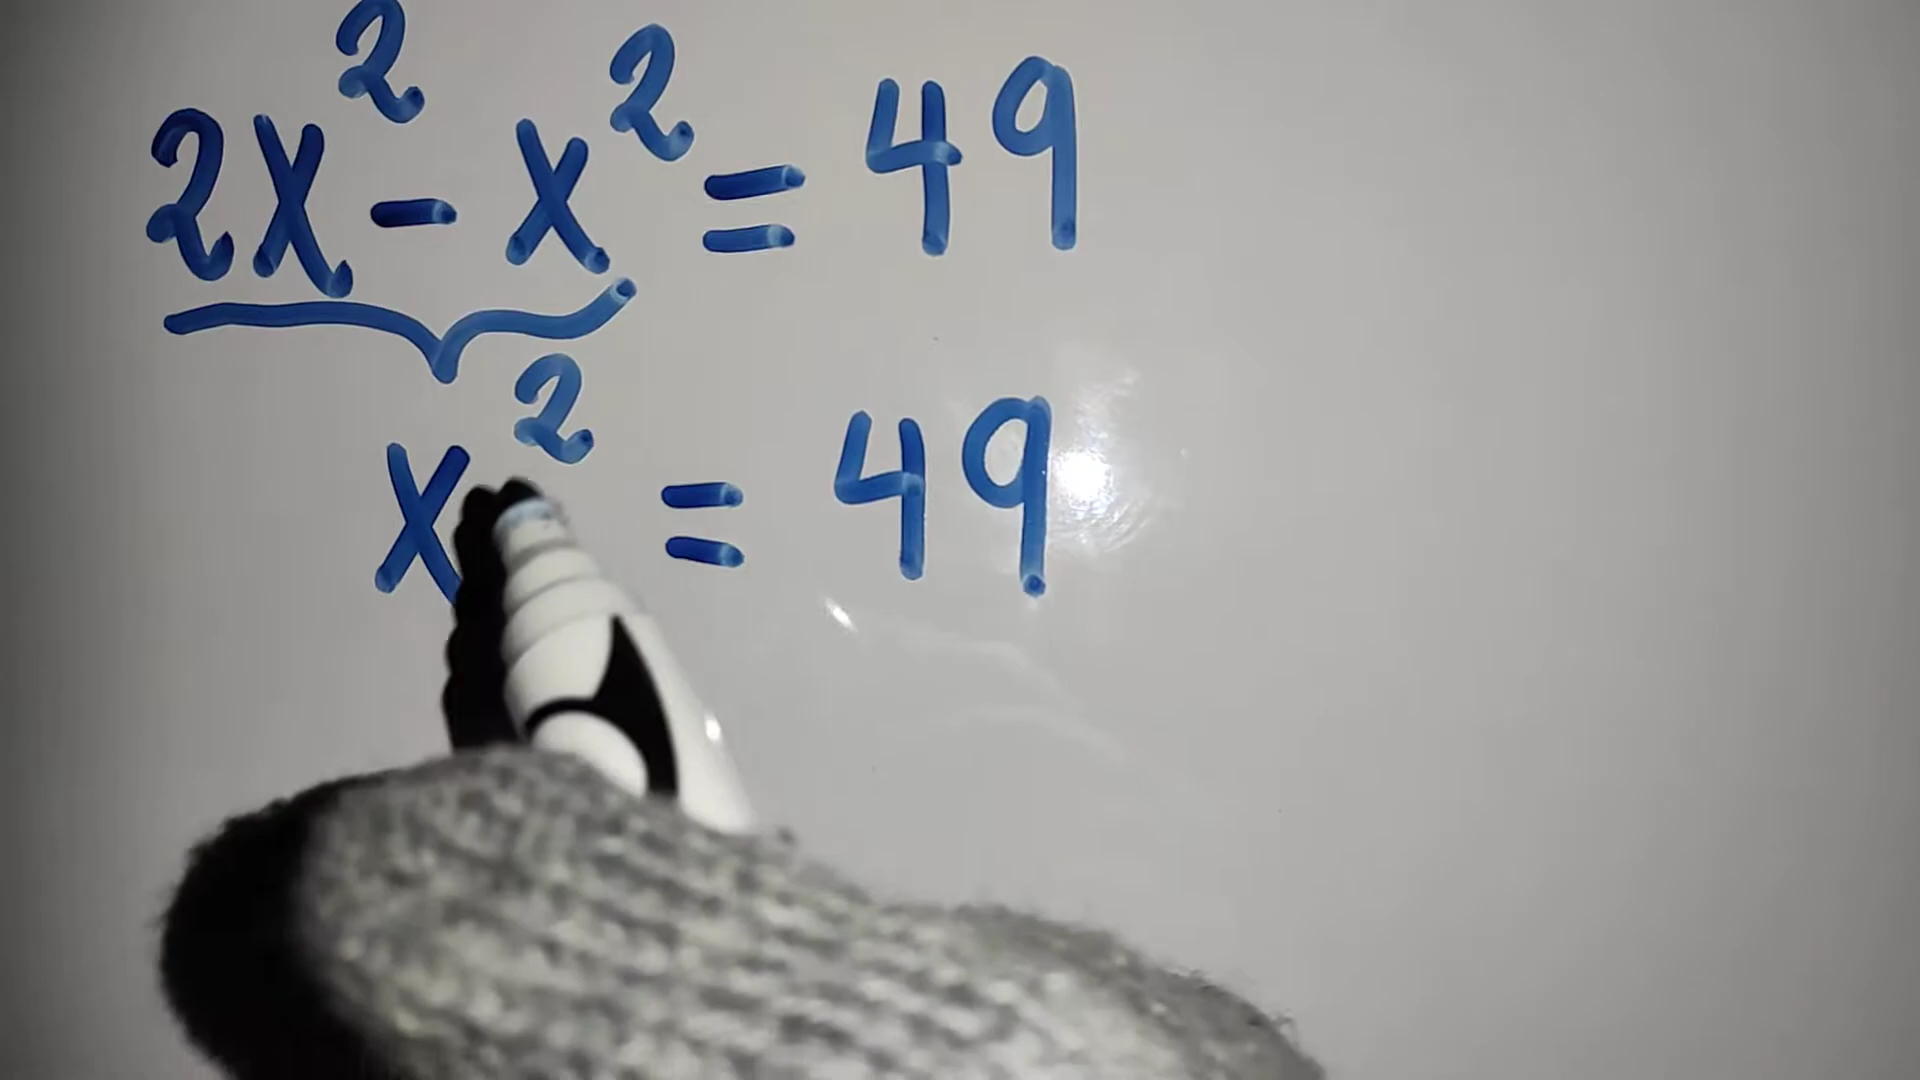 2x² - x² = 49
x² = 49